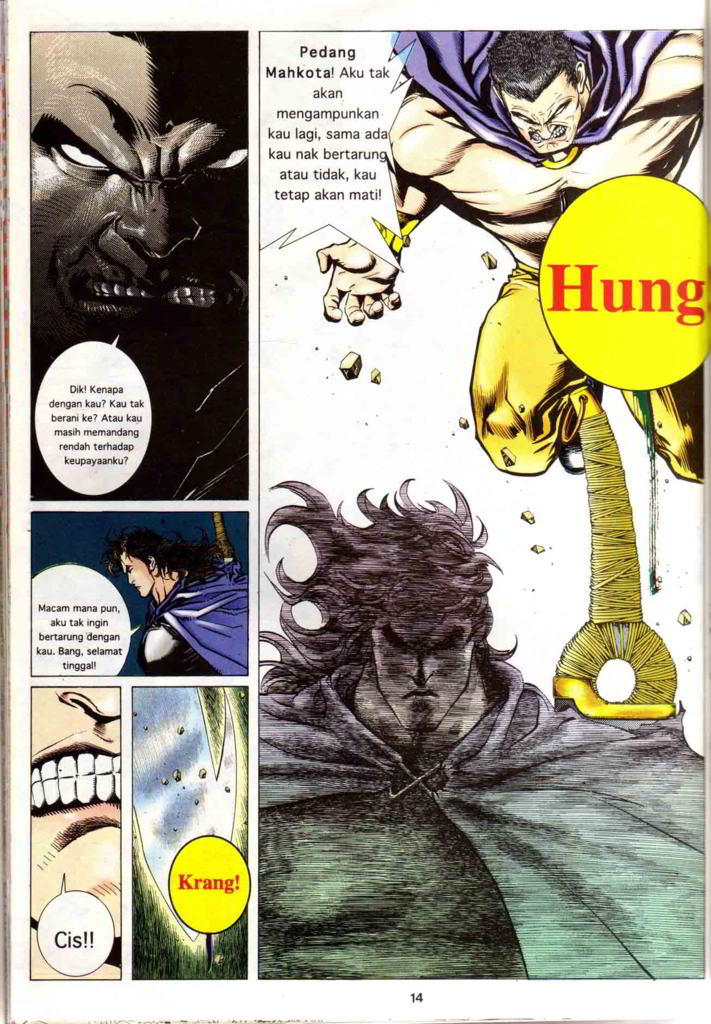 Dik! Kenapa
dengan kau? Kau tak
berani ke? Atau kau
masih memandang
rendah terhadap
keupayaanku?
Macam mana pun,
aku tak ingin
bertarung dengan
kau. Bang, selamat
tinggal!
Cis!!
Krang!
Pedang
Mahkota! Aku tak
akan
mengampunkan
kau lagi, sama ada
kau nak bertarung
atau tidak, kau
tetap akan mati!
Hung!
14